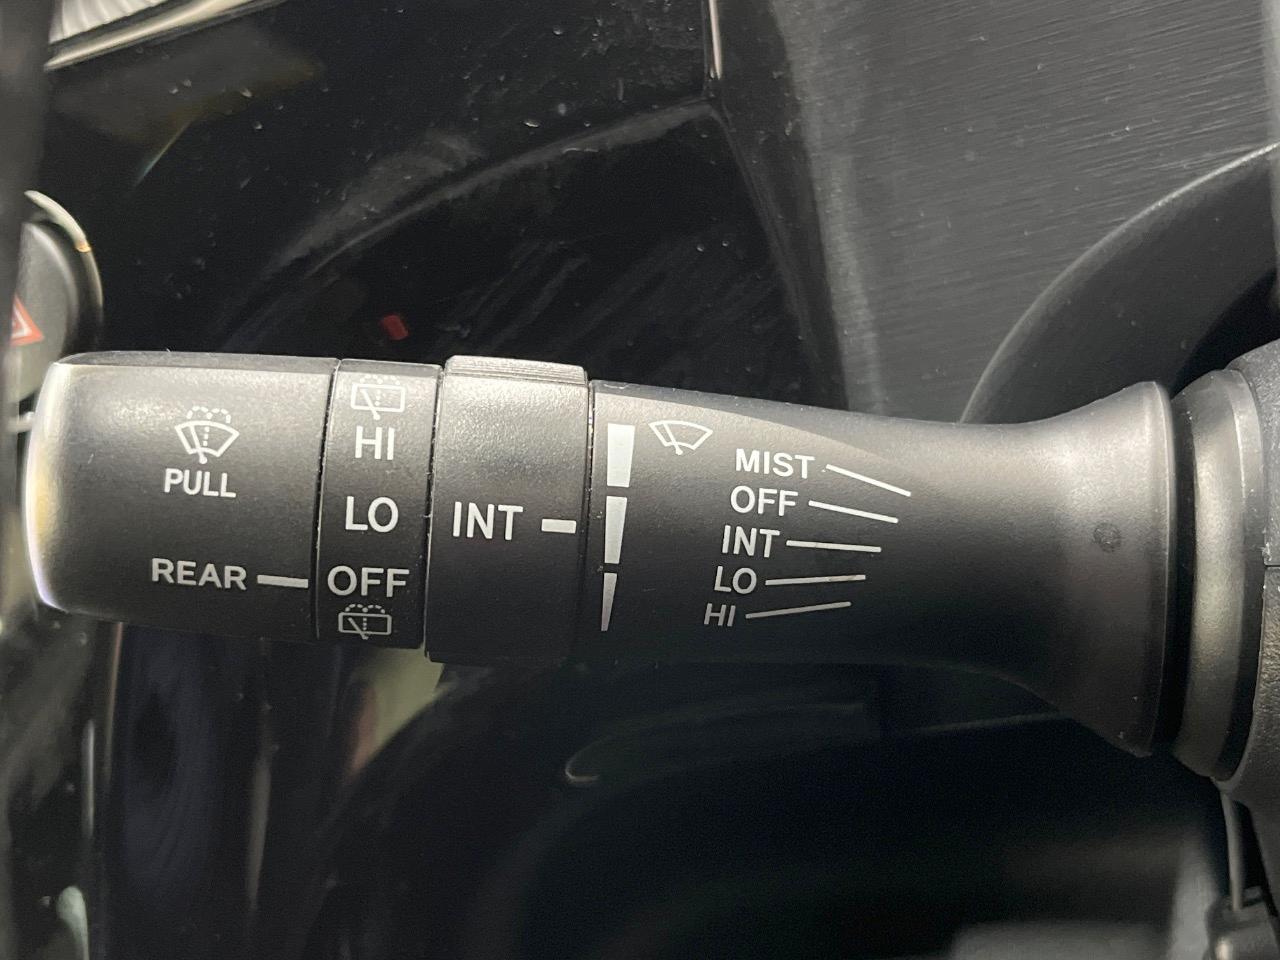 PULL
REAR
HI
LO
OFF
INT
MIST
OFF
INT
LO
HI